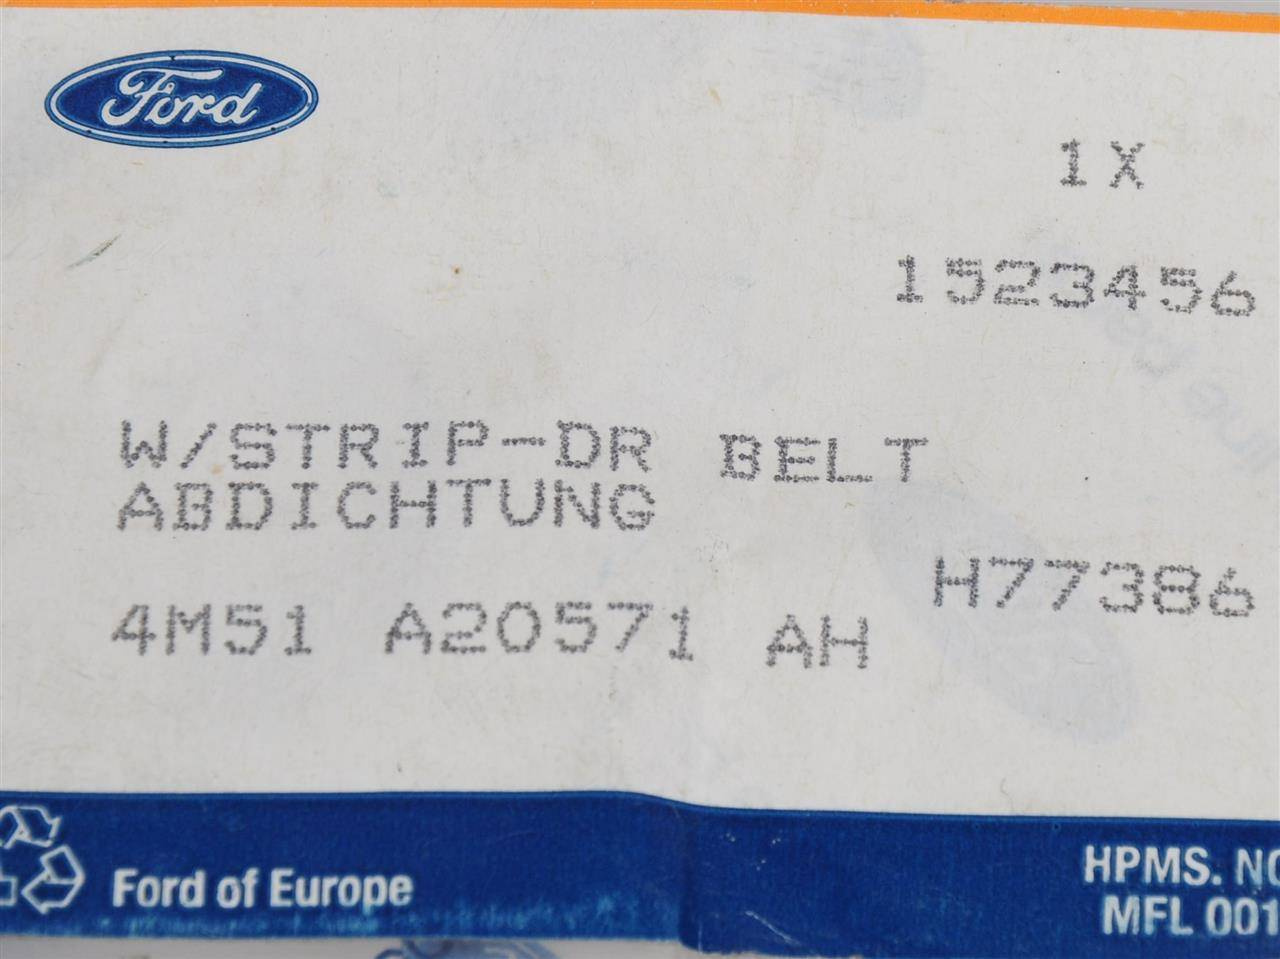 Ford
1X
1523456
W/STRIP-DR BELT
ABDICHTUNG
H77386
4M51 A20571 AH
Ford of Europe
HPMS. NO
MFL 001